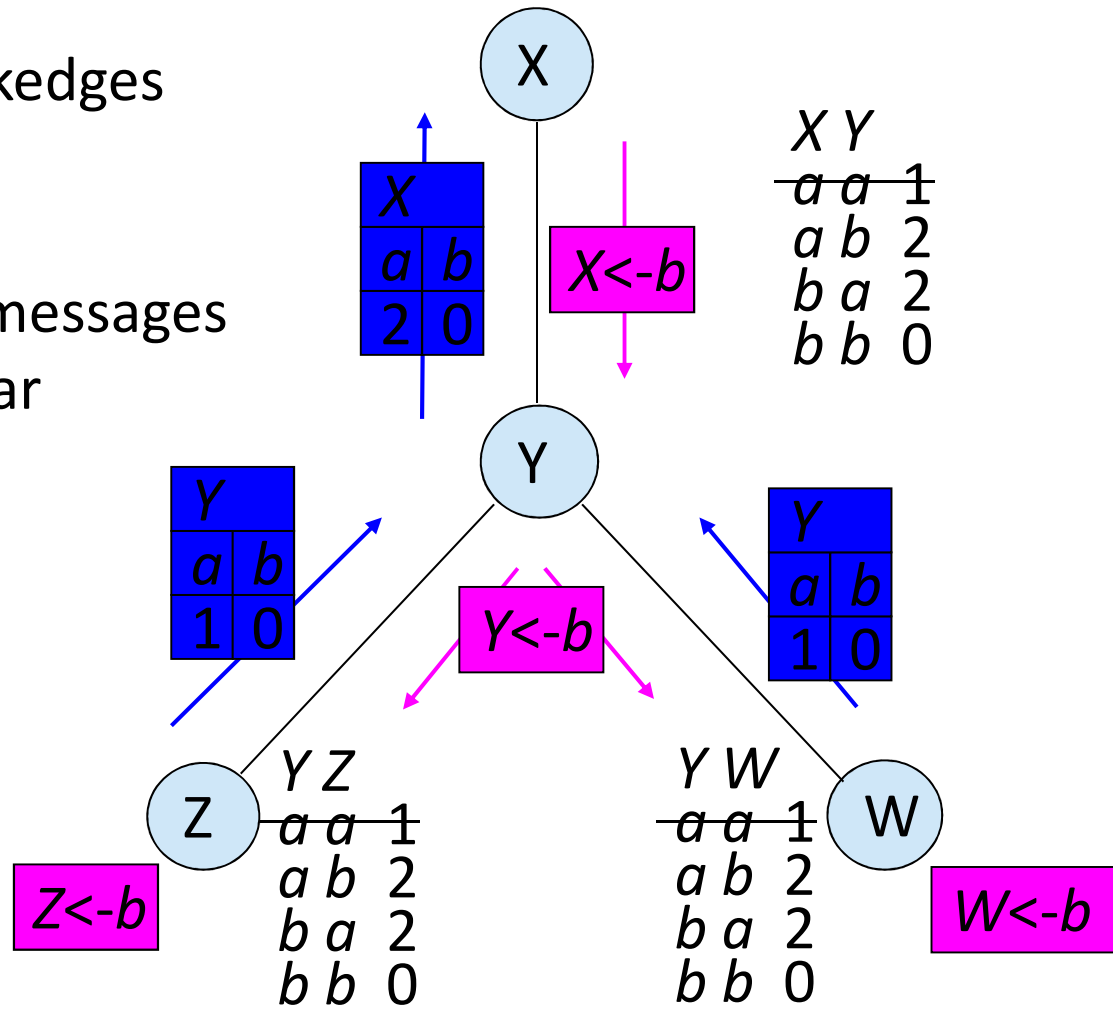 X
kedges
X Y
a a 1
a b 2
b a 2
b b 0
X
a b
2 0
X<-b
messages
ar
Y
Y
a b
1 0
Y
a b
1 0
Y<-b
Z
Y Z
a a 1
a b 2
b a 2
b b 0
Y W
a a 1
a b 2
b a 2
b b 0
W
Z<-b
W<-b